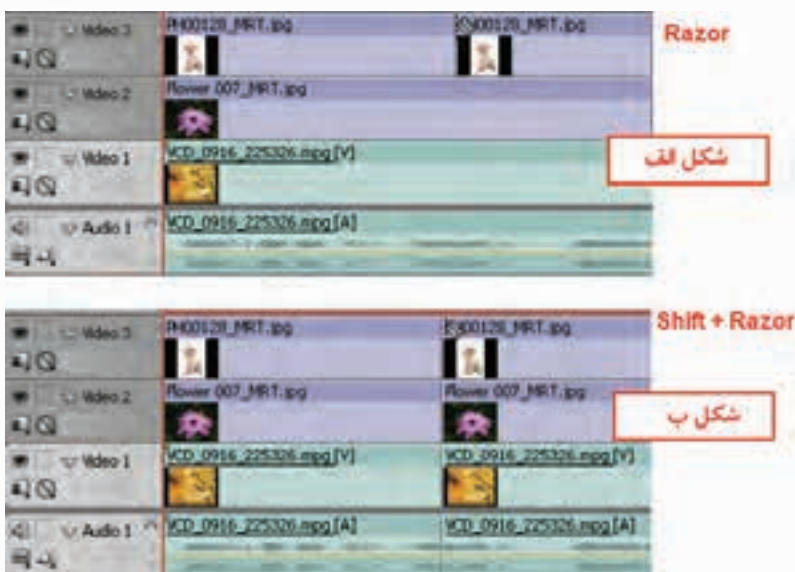 Video 3 PH00128_MRT.jpg 00128_MRT.jpg Razor
Video 2 Flower 007_MRT.jpg
شکل الف
Video 1 VCD_0916_225326.mpg [V]
Audio 1 VCD_0916_225326.mpg [A]
Video 3 PH00128_MRT.jpg 00128_MRT.jpg Shift + Razor
Video 2 Flower 007_MRT.jpg Flower 007_MRT.jpg
شکل ب
Video 1 VCD_0916_225326.mpg [V] VCD_0916_225326.mpg [V]
Audio 1 VCD_0916_225326.mpg [A] VCD_0916_225326.mpg [A]